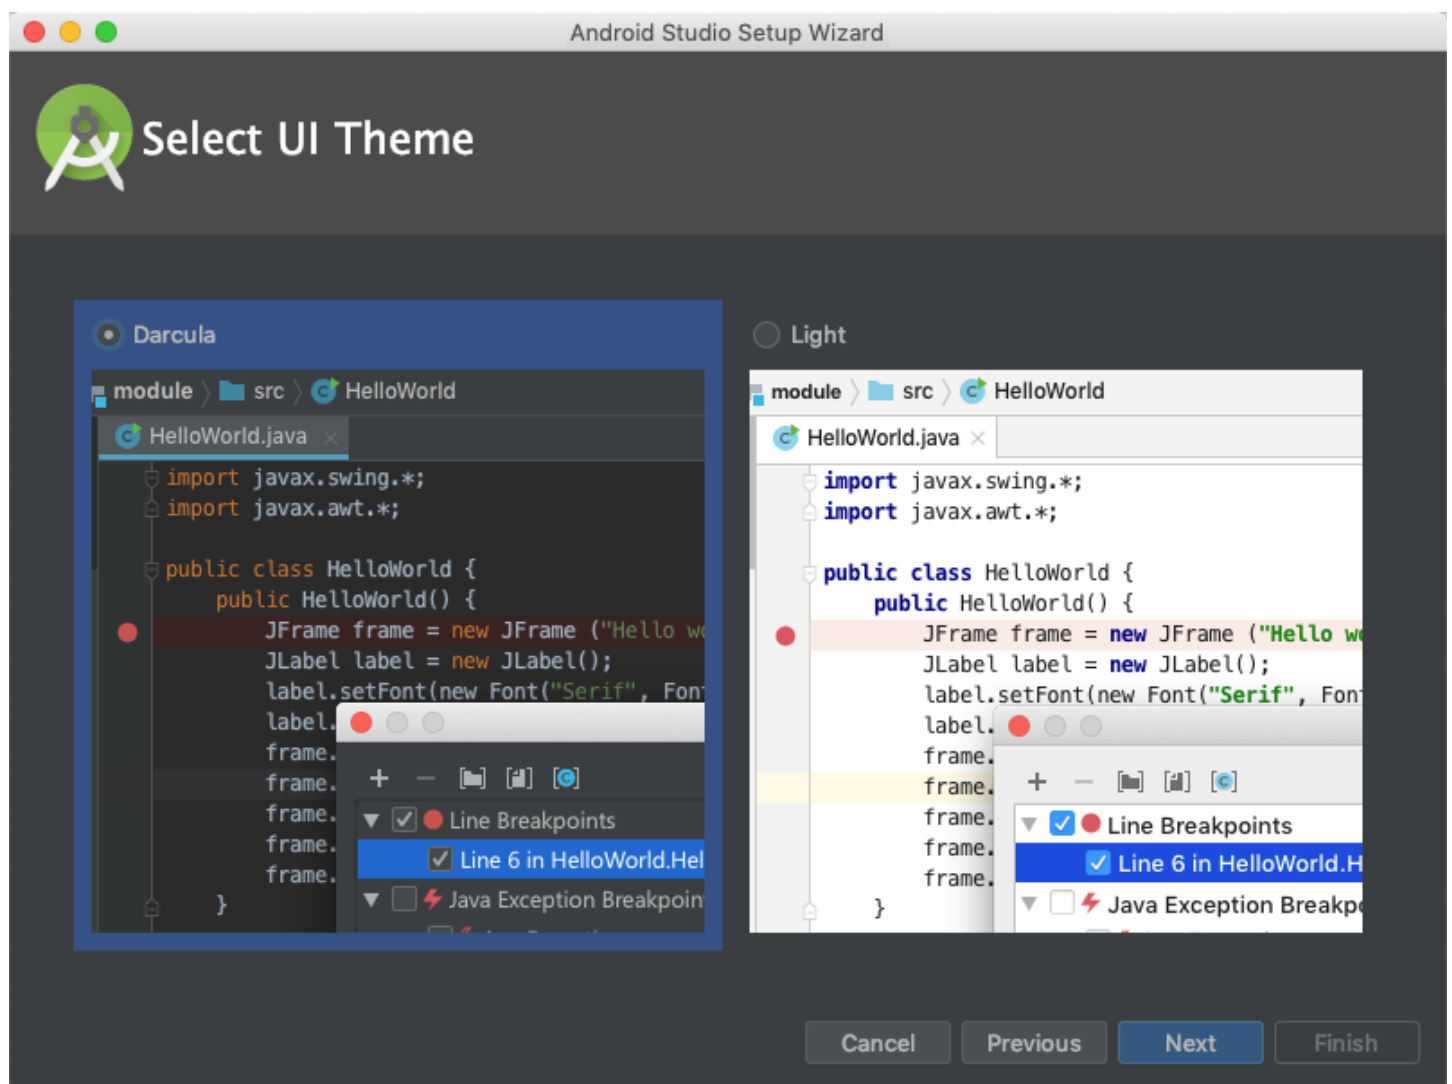 Android Studio Setup Wizard
Select UI Theme
Darcula
module src HelloWorld
HelloWorld.java
import javax.swing.*;
import javax.awt.*;
public class HelloWorld {
public HelloWorld() {
JFrame frame = new JFrame ("Hello
JLabel label = new JLabel();
label.setFont(new Font("Serif", Font
label.
frame.
frame.
frame.
frame.
frame.
}
Line Breakpoints
Line 6 in HelloWorld.Hel
Java Exception Breakpoin
Light
module src HelloWorld
HelloWorld.java
import javax.swing.*;
import javax.awt.*;
public class HelloWorld {
public HelloWorld() {
JFrame frame = new JFrame ("Hello
JLabel label = new JLabel();
label.setFont(new Font("Serif", Font
label.
frame.
frame.
frame.
frame.
frame.
}
Line Breakpoints
Line 6 in HelloWorld.H
Java Exception Breakpo
Cancel Previous Next Finish